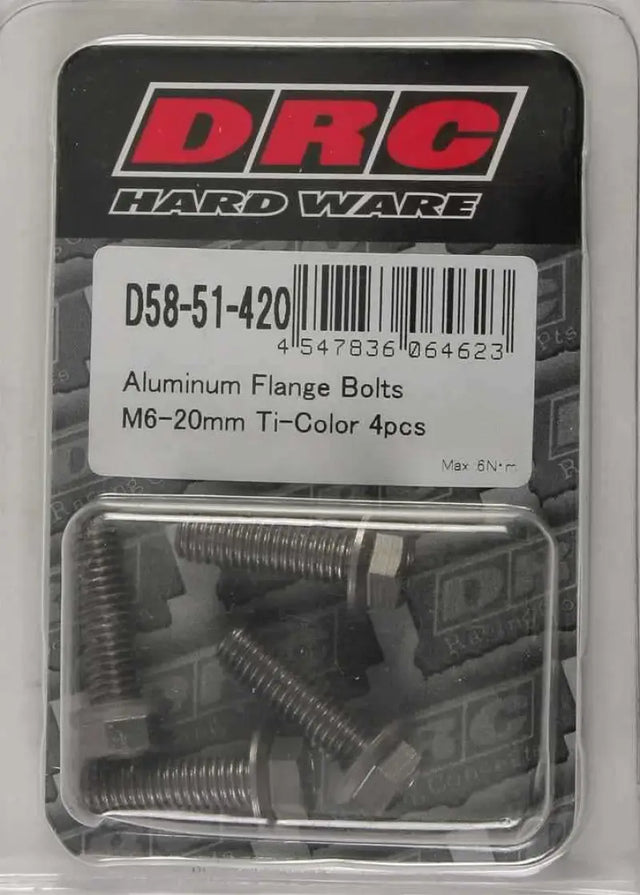 DRC
HARD WARE
D58-51-420
4 547836 064623
Aluminum Flange Bolts
M6-20mm Ti-Color 4pcs
Max 6N·m
DRC